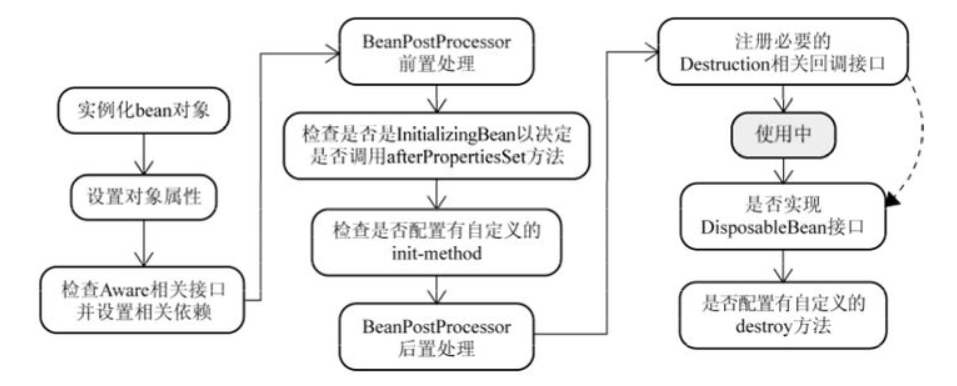 实例化bean对象
设置对象属性
检查Aware相关接口
并设置相关依赖
BeanPostProcessor
前置处理
检查是否是InitializingBean以决定
是否调用afterPropertiesSet方法
检查是否配置有自定义的
init-method
BeanPostProcessor
后置处理
注册必要的
Destruction相关回调接口
使用中
是否实现
DisposableBean接口
是否配置有自定义的
destroy方法